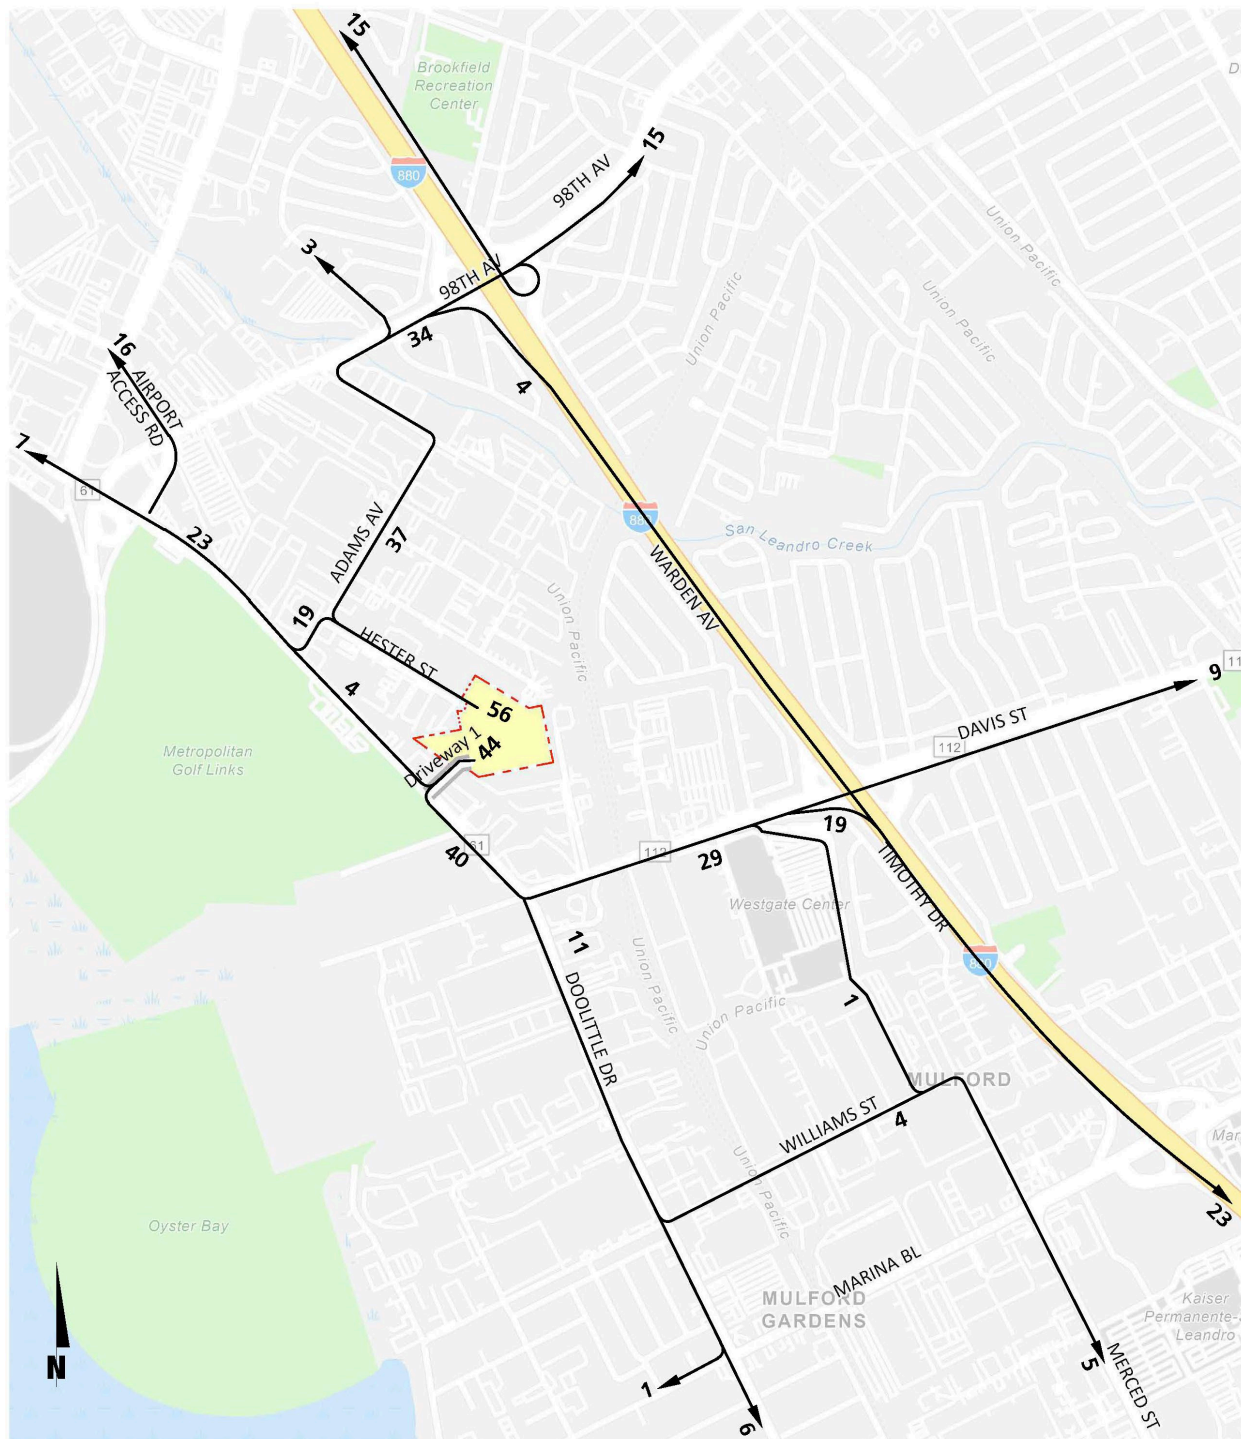 15
Brookfield
Recreation
Center
D
880
98TH AV
15
3
98TH AV
Union Pacific
Union Pacific
Union Pacific
34
16
AIRPORT
ACCESS RD
4
7
61
ADAMS AV
37
23
880
San Leandro Creek
WARDEN AV
Union Pacific
19
HESTER ST
4
56
11
9
DAVIS ST
112
Metropolitan
Golf Links
Driveway 1
44
61
40
112
29
19
TIMOTHY DR
Westgate Center
11
DOOLITTLE DR
Union Pacific
Union Pacific
880
1
MULFORD
WILLIAMS ST
4
Union Pacific
Mar
Oyster Bay
23
MARINA BL
MULFORD
GARDENS
Kaiser
Permanente-
Leandro
N
1
6
5
MERCED ST